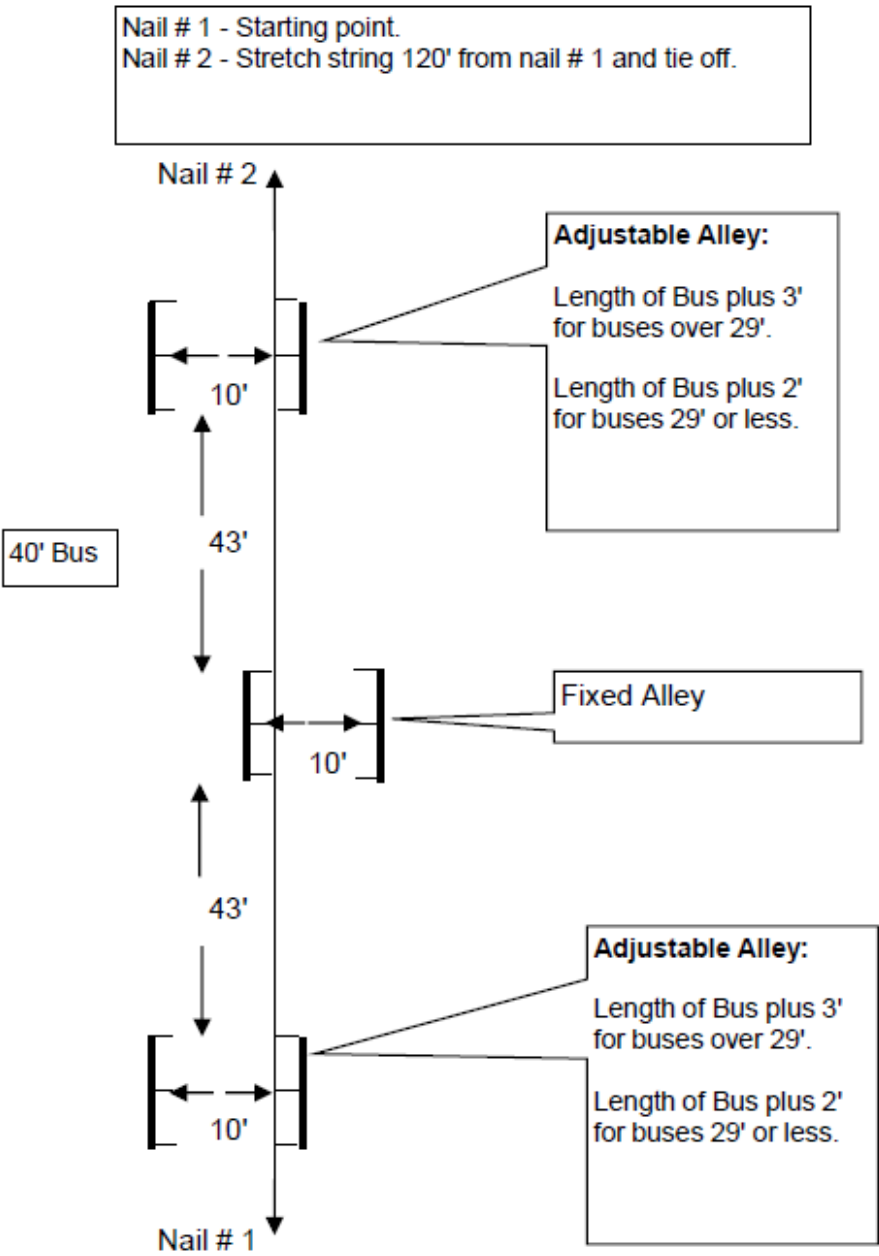 Nail # 1 - Starting point.
Nail # 2 - Stretch string 120' from nail # 1 and tie off.
Nail # 2
Adjustable Alley:
Length of Bus plus 3'
for buses over 29'.
Length of Bus plus 2'
for buses 29' or less.
10'
43'
40' Bus
Fixed Alley
10'
43'
Adjustable Alley:
Length of Bus plus 3'
for buses over 29'.
Length of Bus plus 2'
for buses 29' or less.
10'
Nail # 1